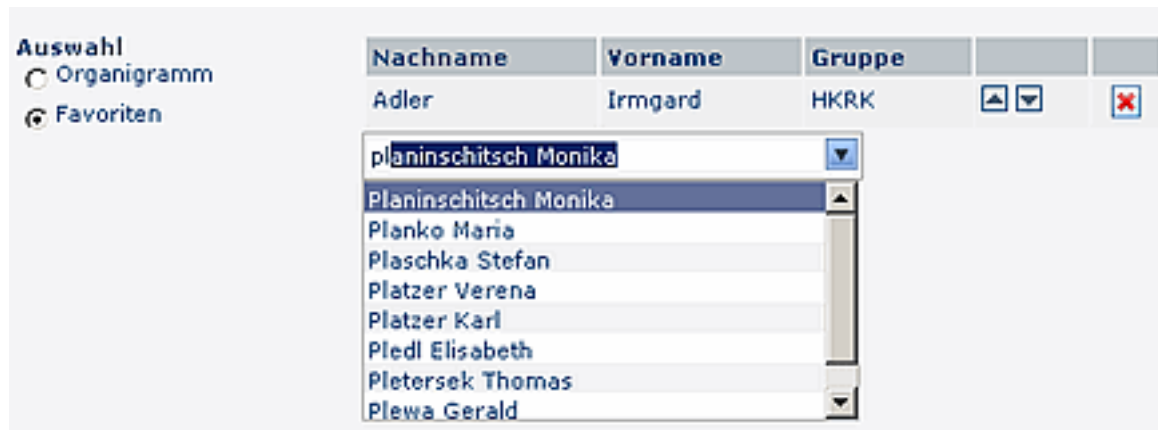 Auswahl
Organigramm
Favoriten
Nachname Vorname Gruppe
Adler Irmgard HKRK
planinschitsch Monika
Planinschitsch Monika
Planko Maria
Plaschka Stefan
Platzer Verena
Platzer Karl
Pledl Elisabeth
Pletersek Thomas
Plewa Gerald